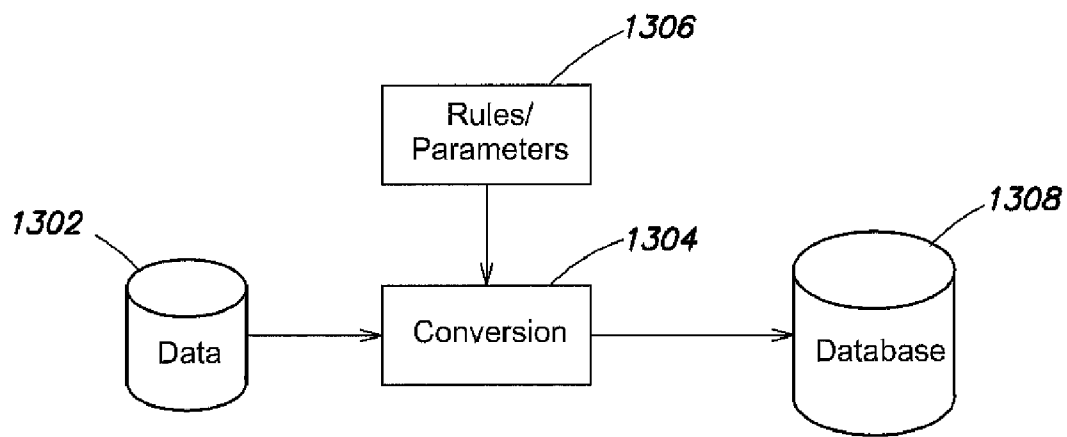 1306
Rules/
Parameters
1302
1304
1308
Data
Conversion
Database